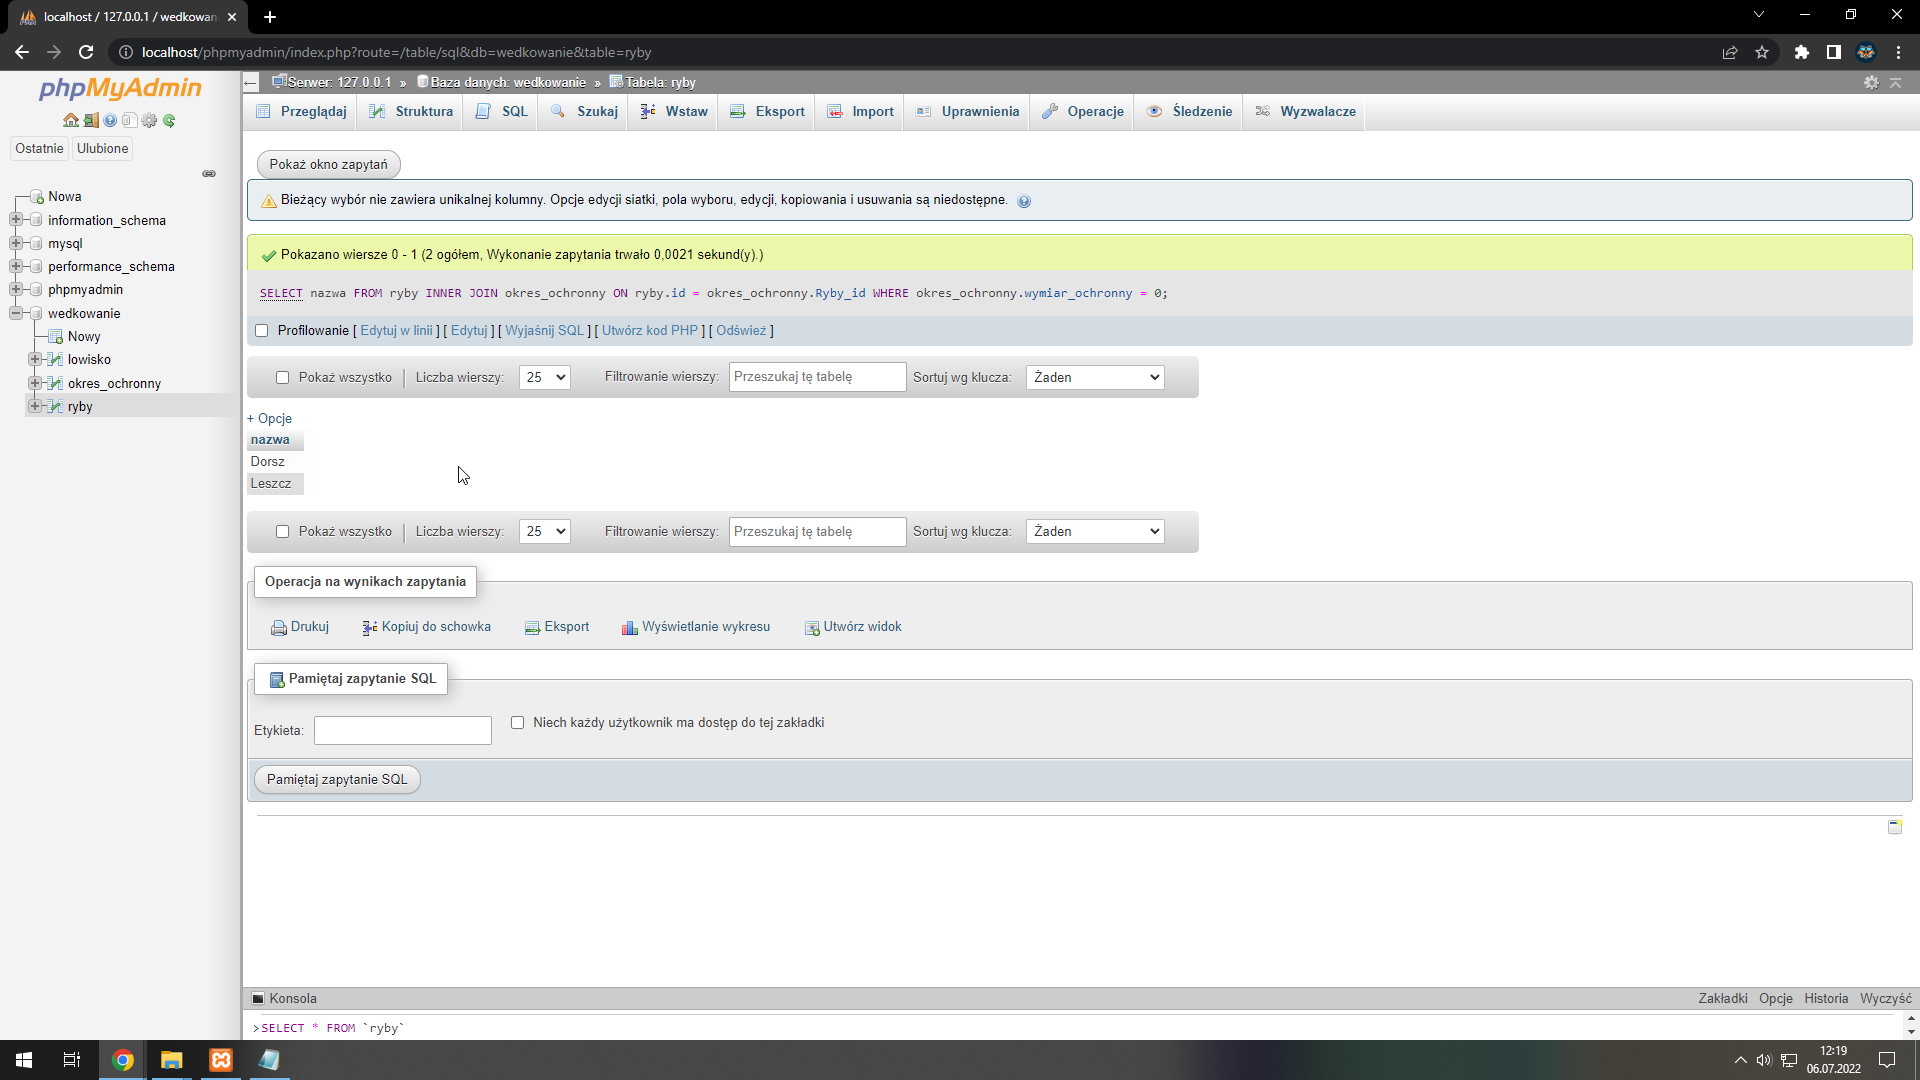 localhost / 127.0.0.1 / wedkowan
localhost/phpmyadmin/index.php?route=/table/sql&db=wedkowanie&table=ryby
phpMyAdmin
Ostatnie
Ulubione
Nowa
information_schema
mysql
performance_schema
phpmyadmin
wedkowanie
Nowy
lowisko
okres_ochronny
ryby
Serwer: 127.0.0.1 » Baza danych: wedkowanie » Tabela: ryby
Przeglądaj Struktura SQL Szukaj Wstaw Eksport Import Uprawnienia Operacje Śledzenie Wyzwalacze
Pokaż okno zapytań
Bieżący wybór nie zawiera unikalnej kolumny. Opcje edycji siatki, pola wyboru, edycji, kopiowania i usuwania są niedostępne.
Pokazano wiersze 0 - 1 (2 ogółem, Wykonanie zapytania trwało 0,0021 sekund(y).)
SELECT nazwa FROM ryby INNER JOIN okres_ochronny ON ryby.id = okres_ochronny.Ryby_id WHERE okres_ochronny.wymiar_ochronny = 0;
Profilowanie [ Edytuj w linii ] [ Edytuj ] [ Wyjaśnij SQL ] [ Utwórz kod PHP ] [ Odśwież ]
Pokaż wszystko | Liczba wierszy: 25 Filtrowanie wierszy: Przeszukaj tę tabelę Sortuj wg klucza: Żaden
+ Opcje
nazwa
Dorsz
Leszcz
Pokaż wszystko | Liczba wierszy: 25 Filtrowanie wierszy: Przeszukaj tę tabelę Sortuj wg klucza: Żaden
Operacja na wynikach zapytania
Drukuj Kopiuj do schowka Eksport Wyświetlanie wykresu Utwórz widok
Pamiętaj zapytanie SQL
Etykieta: Niech każdy użytkownik ma dostęp do tej zakładki
Pamiętaj zapytanie SQL
Konsola Zakładki Opcje Historia Wyczyść
>SELECT * FROM `ryby`
12:19
06.07.2022